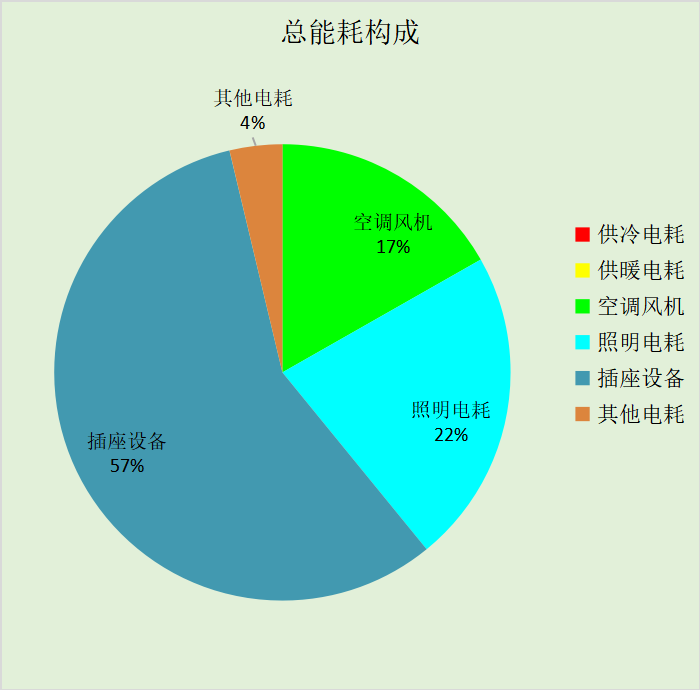 总能耗构成
其他电耗
4%
空调风机
17%
照明电耗
22%
插座设备
57%
供冷电耗
供暖电耗
空调风机
照明电耗
插座设备
其他电耗